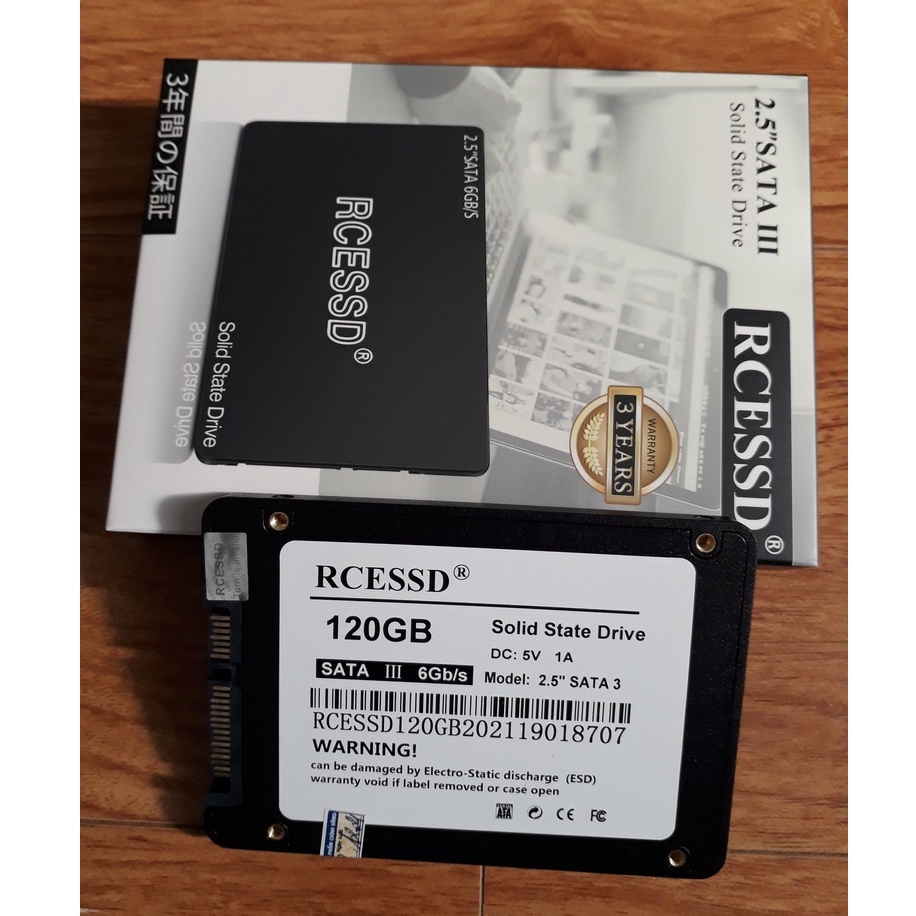 3年間の保証
2.5"SATA III
Solid State Drive
2.5"SATA 6GB/S
RCESSD®
Solid State Drive
Solid State Drive
WARRANTY
3 YEARS
RCESSD®
RCESSD
RCESSD®
120GB
Solid State Drive
DC: 5V 1A
SATA III 6Gb/s
Model: 2.5" SATA 3
RCESSD120GB202119018707
WARNING!
can be damaged by Electro-Static discharge (ESD)
warranty void if label removed or case open
SATA
CE
FC